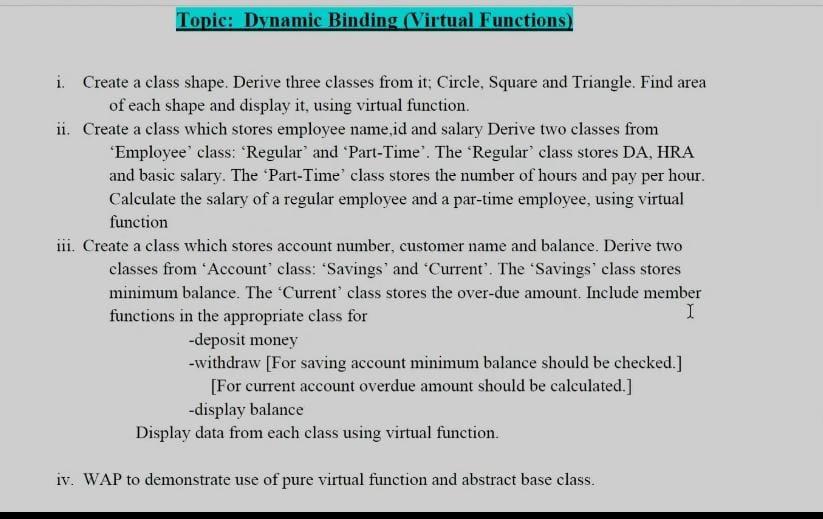 Topic: Dynamic Binding (Virtual Functions)
i. Create a class shape. Derive three classes from it; Circle, Square and Triangle. Find area
of each shape and display it, using virtual function.
ii. Create a class which stores employee name,id and salary Derive two classes from
‘Employee’ class: ‘Regular’ and ‘Part-Time’. The ‘Regular’ class stores DA, HRA
and basic salary. The ‘Part-Time’ class stores the number of hours and pay per hour.
Calculate the salary of a regular employee and a par-time employee, using virtual
function
iii. Create a class which stores account number, customer name and balance. Derive two
classes from ‘Account’ class: ‘Savings’ and ‘Current’. The ‘Savings’ class stores
minimum balance. The ‘Current’ class stores the over-due amount. Include member
functions in the appropriate class for
-deposit money
-withdraw [For saving account minimum balance should be checked.]
[For current account overdue amount should be calculated.]
-display balance
Display data from each class using virtual function.
iv. WAP to demonstrate use of pure virtual function and abstract base class.